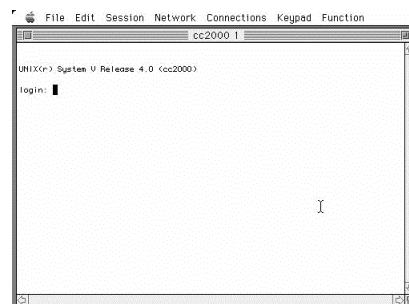 File Edit Session Network Connections Keypad Function
cc2000 1
UNIX(r) System V Release 4.0 (cc2000)
login: